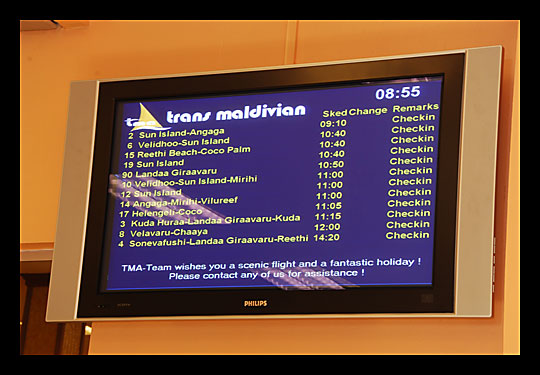 08:55
tma trans maldivian
Sked Change Remarks
2 Sun Island-Angaga 09:10 Checkin
6 Velidhoo-Sun Island 10:40 Checkin
15 Reethi Beach-Coco Palm 10:40 Checkin
19 Sun Island 10:40 Checkin
90 Landaa Giraavaru 10:50 Checkin
10 Velidhoo-Sun Island-Mirihi 11:00 Checkin
12 Sun Island 11:00 Checkin
14 Angaga-Mirihi-Vilureef 11:00 Checkin
17 Helengeli-Coco 11:05 Checkin
3 Kuda Huraa-Landaa Giraavaru-Kuda 11:15 Checkin
8 Velavaru-Chaaya 12:00 Checkin
4 Sonevafushi-Landaa Giraavaru-Reethi 14:20 Checkin
TMA-Team wishes you a scenic flight and a fantastic holiday !
Please contact any of us for assistance !
PHILIPS